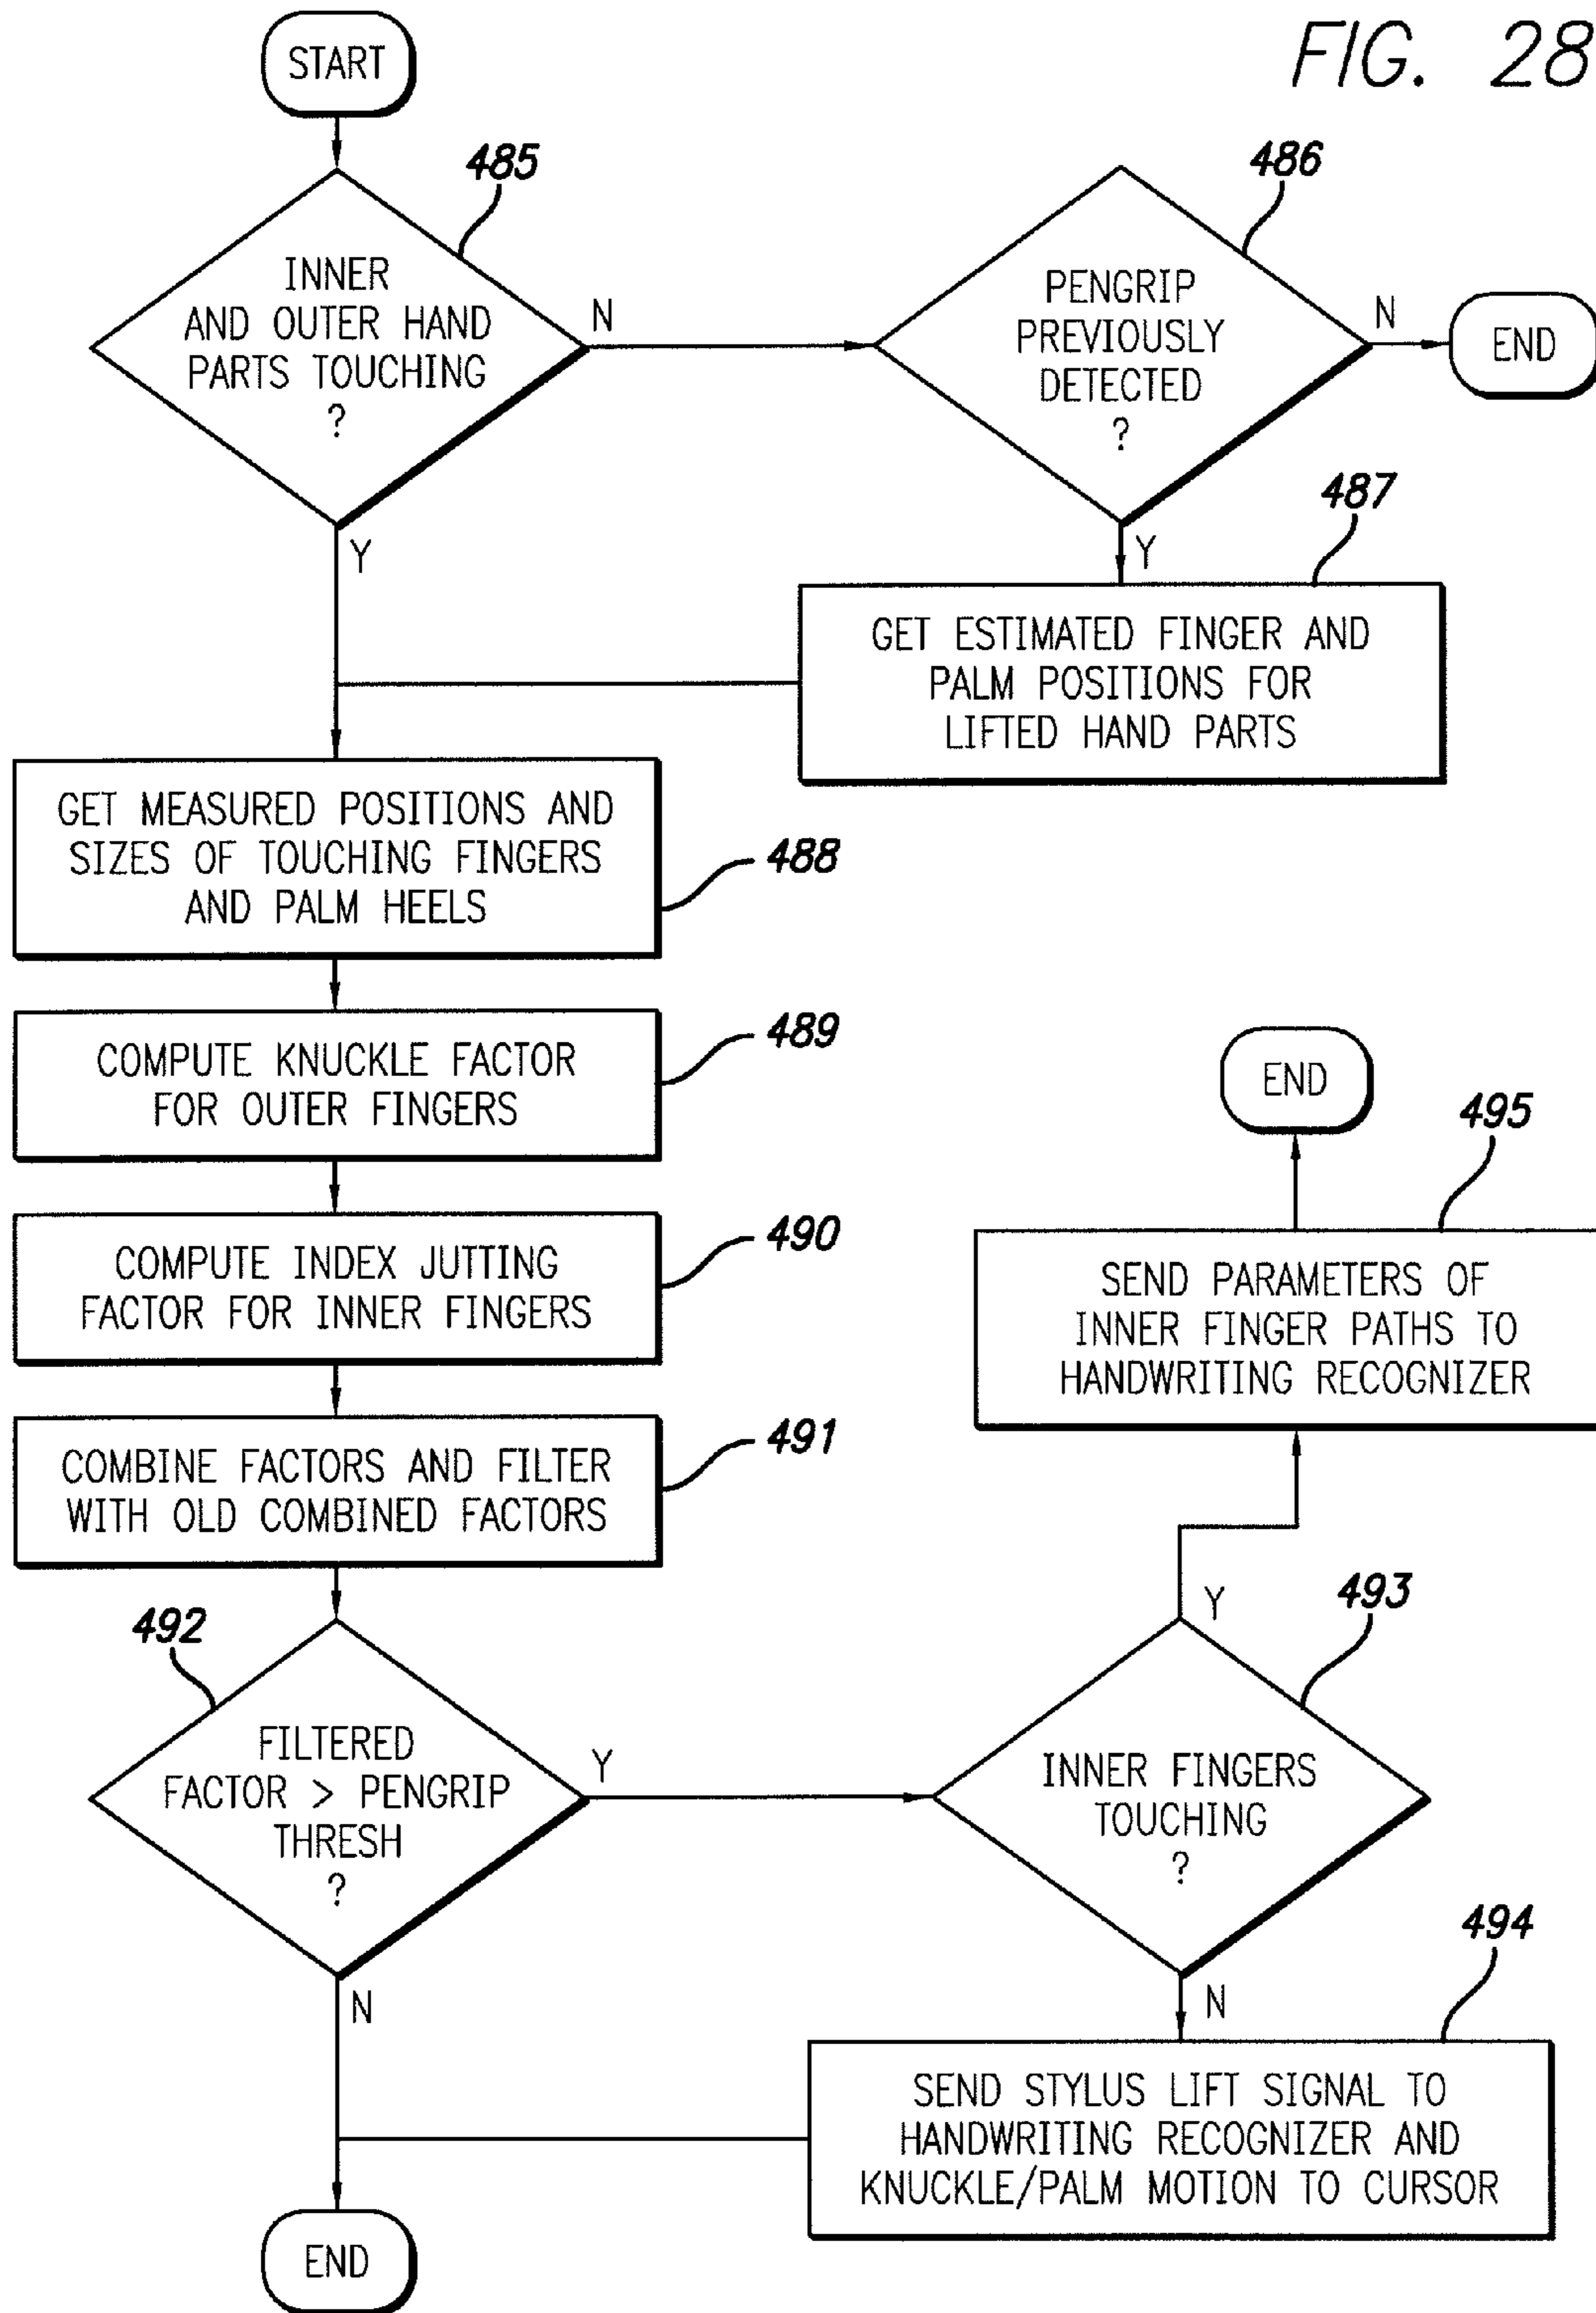 FIG. 28
START
485
INNER
AND OUTER HAND
PARTS TOUCHING
?
N
Y
486
PENGRIP
PREVIOUSLY
DETECTED
?
N
END
Y
487
GET ESTIMATED FINGER AND
PALM POSITIONS FOR
LIFTED HAND PARTS
GET MEASURED POSITIONS AND
SIZES OF TOUCHING FINGERS
AND PALM HEELS
488
COMPUTE KNUCKLE FACTOR
FOR OUTER FINGERS
489
COMPUTE INDEX JUTTING
FACTOR FOR INNER FINGERS
490
COMBINE FACTORS AND FILTER
WITH OLD COMBINED FACTORS
491
492
FILTERED
FACTOR > PENGRIP
THRESH
?
Y
N
END
495
SEND PARAMETERS OF
INNER FINGER PATHS TO
HANDWRITING RECOGNIZER
Y
493
INNER FINGERS
TOUCHING
?
N
494
SEND STYLUS LIFT SIGNAL TO
HANDWRITING RECOGNIZER AND
KNUCKLE/PALM MOTION TO CURSOR
END